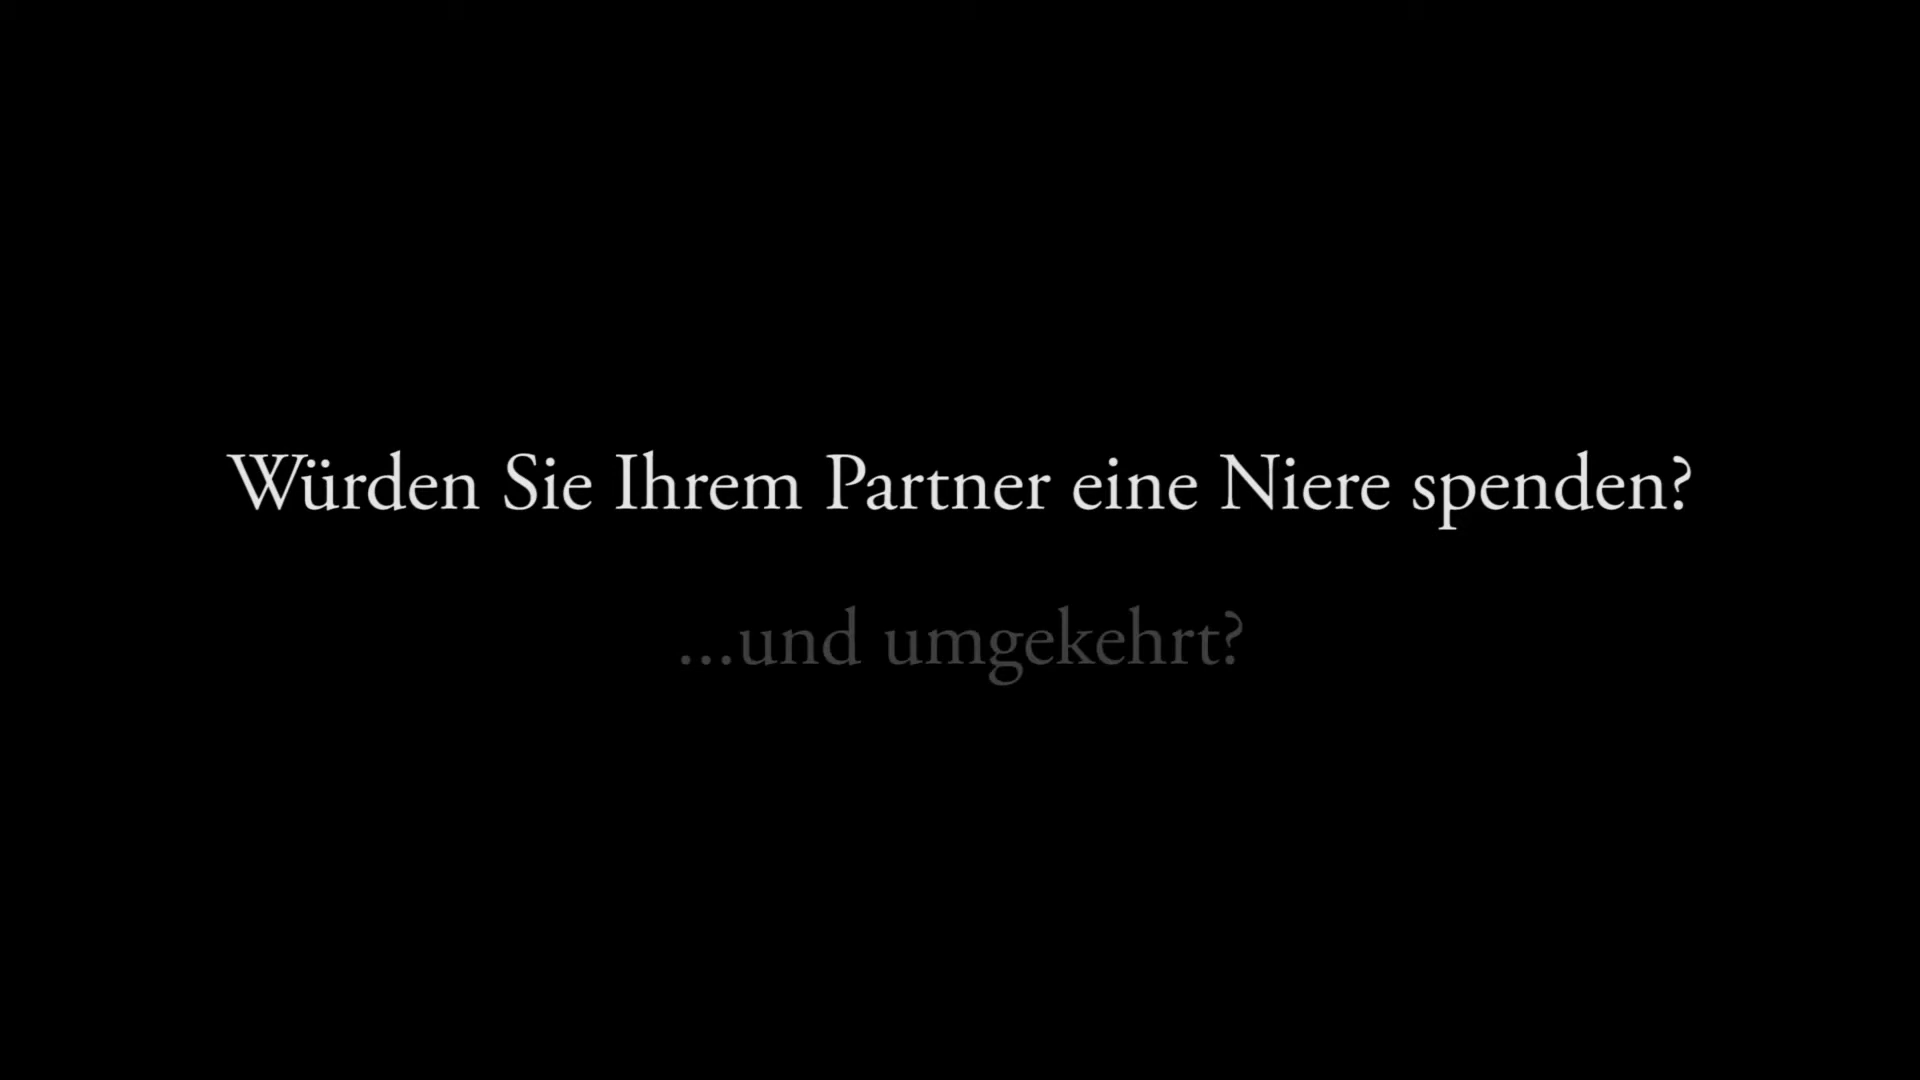 Würden Sie Ihrem Partner eine Niere spenden?
...und umgekehrt?